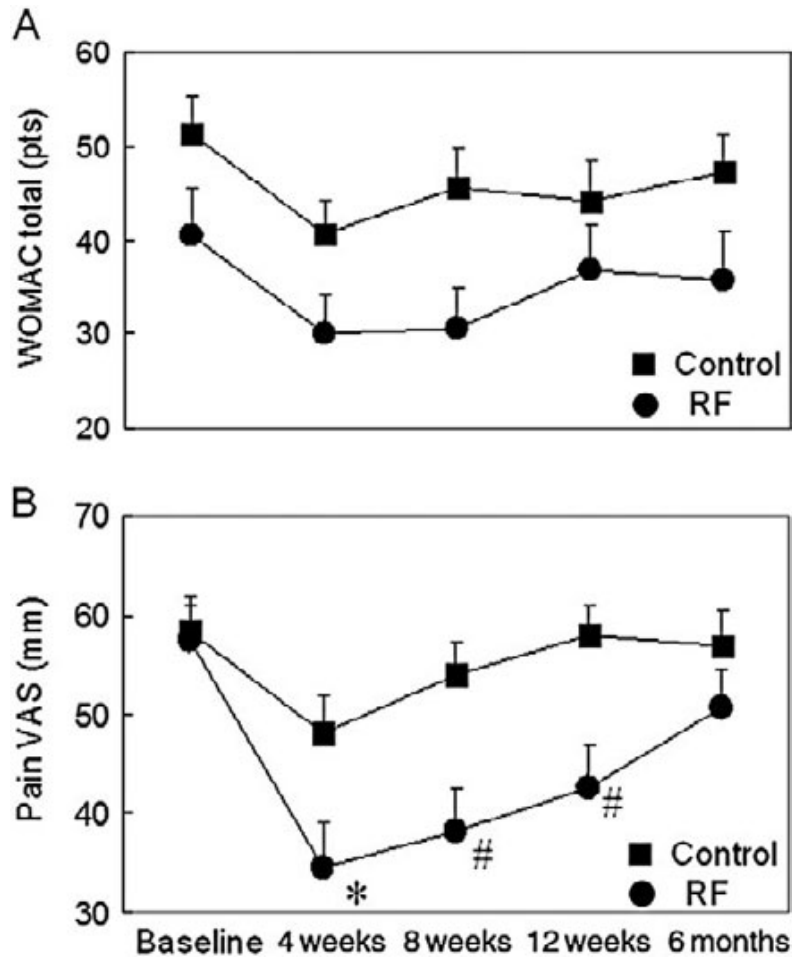 A
60
50
40
30
20
WOMAC total (pts)
Control
RF
B
70
60
50
40
30
Pain VAS (mm)
#
#
*
Control
RF
Baseline 4 weeks 8 weeks 12 weeks 6 months